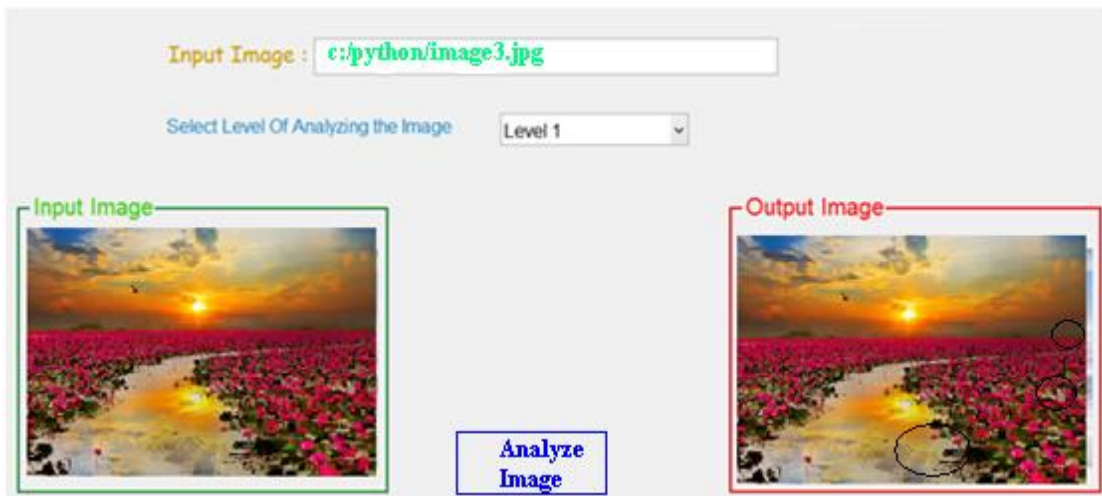 Input Image : c:/python/image3.jpg
Select Level Of Analyzing the Image Level 1
Input Image
Output Image
Analyze
Image